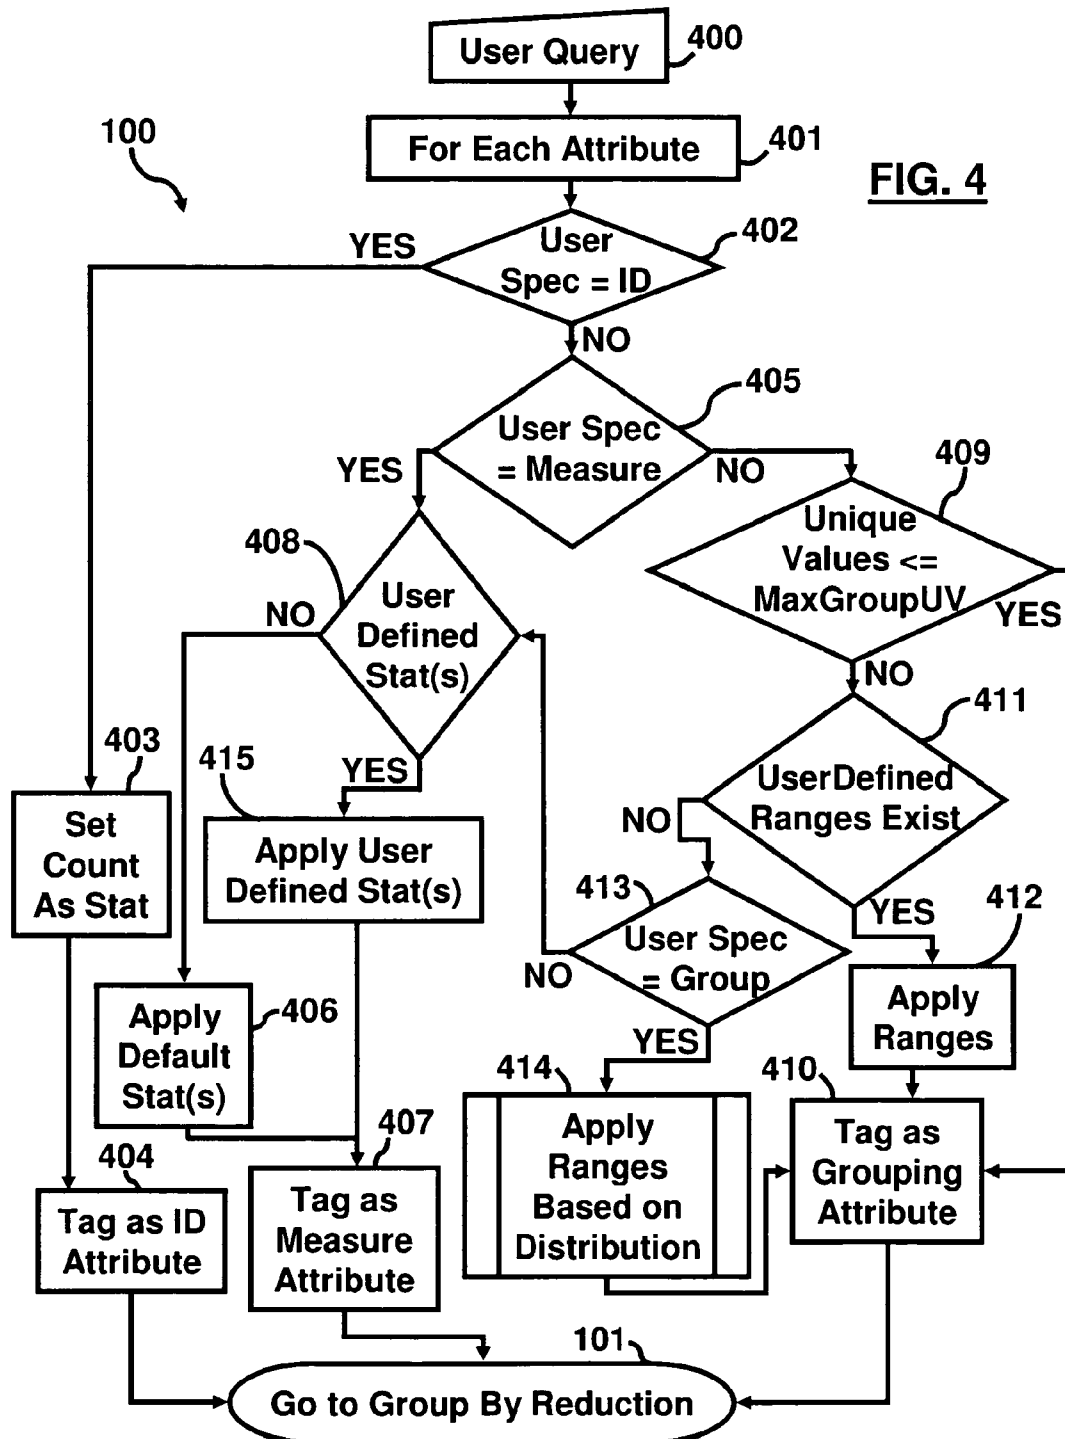 User Query
400
For Each Attribute
401
100
FIG. 4
User
Spec = ID
402
YES
NO
User Spec
= Measure
405
YES
NO
409
Unique
Values <=
MaxGroupUV
YES
NO
408
User
Defined
Stat(s)
NO
YES
411
UserDefined
Ranges Exist
NO
YES
403
Set
Count
As Stat
415
Apply User
Defined Stat(s)
413
User Spec
= Group
NO
YES
412
Apply
Ranges
406
Apply
Default
Stat(s)
414
Apply
Ranges
Based on
Distribution
410
Tag as
Grouping
Attribute
404
Tag as ID
Attribute
407
Tag as
Measure
Attribute
101
Go to Group By Reduction